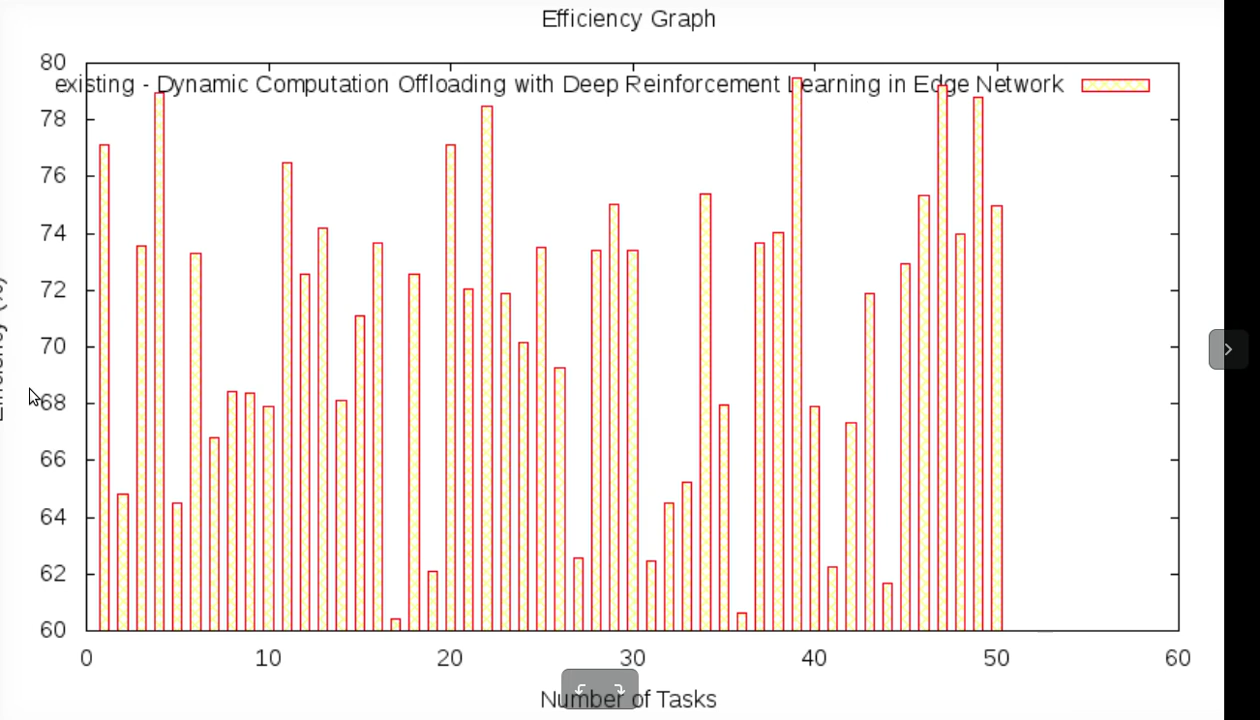 Efficiency Graph
existing - Dynamic Computation Offloading with Deep Reinforcement Learning in Edge Network
80
78
76
74
72
70
68
66
64
62
60
0 10 20 30 40 50 60
Number of Tasks